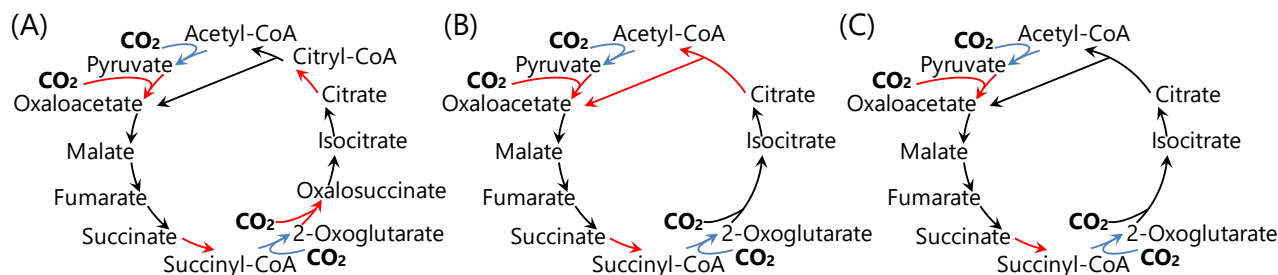 (A)
CO₂
Acetyl-CoA
Citryl-CoA
Pyruvate
CO₂
Oxaloacetate
Citrate
Malate
Isocitrate
Fumarate
Oxalosuccinate
CO₂
Succinate
2-Oxoglutarate
Succinyl-CoA
CO₂
(B)
CO₂
Acetyl-CoA
Pyruvate
CO₂
Oxaloacetate
Citrate
Malate
Isocitrate
Fumarate
CO₂
Succinate
2-Oxoglutarate
Succinyl-CoA
CO₂
(C)
CO₂
Acetyl-CoA
Pyruvate
CO₂
Oxaloacetate
Citrate
Malate
Isocitrate
Fumarate
CO₂
Succinate
2-Oxoglutarate
Succinyl-CoA
CO₂